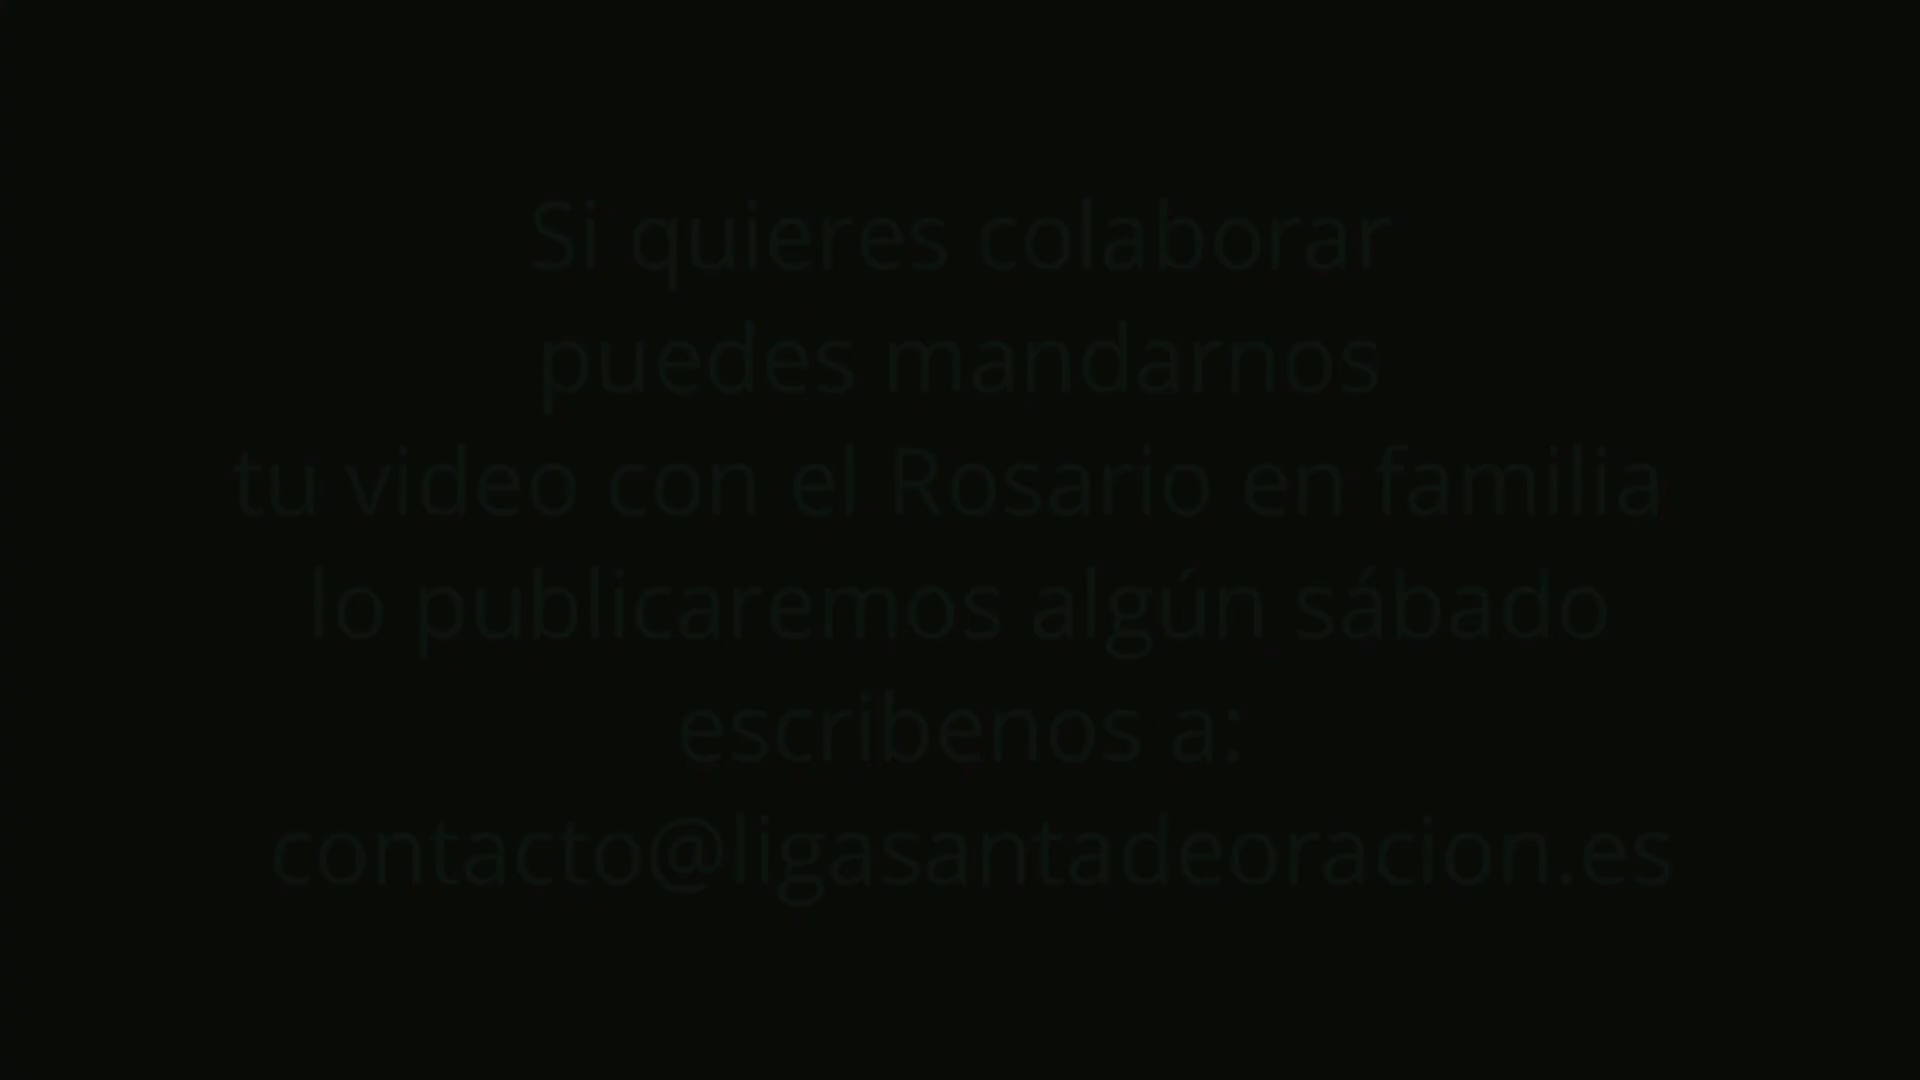 Si quieres colaborar
puedes mandarnos
tu video con el Rosario en familia
lo publicaremos algún sábado
escribenos a:
contacto@ligasantadeoracion.es